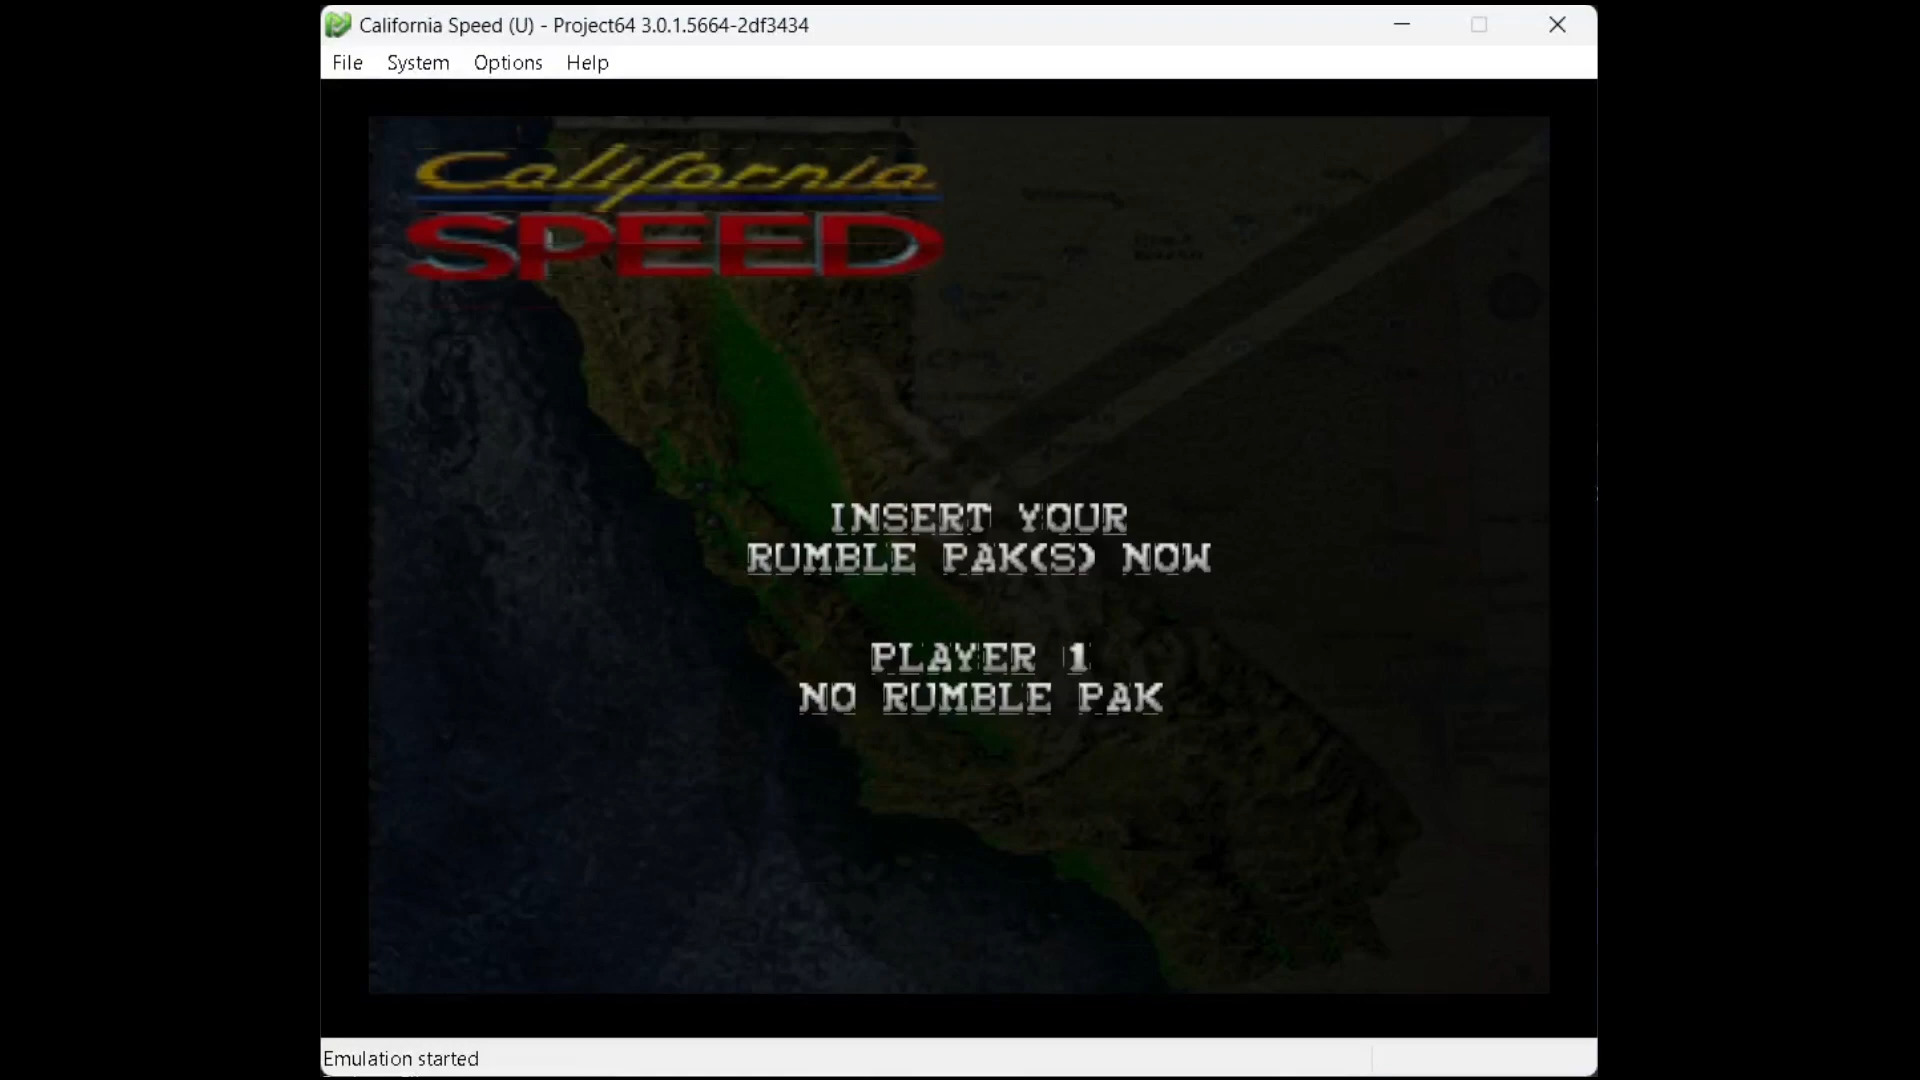 California Speed (U) - Project64 3.0.1.5664-2df3434
File System Options Help
California
SPEED
INSERT YOUR
RUMBLE PAK(S) NOW
PLAYER 1
NO RUMBLE PAK
Emulation started